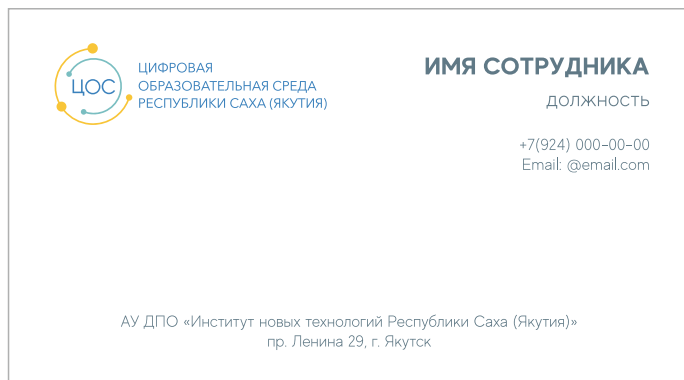 ЦОС
ЦИФРОВАЯ
ОБРАЗОВАТЕЛЬНАЯ СРЕДА
РЕСПУБЛИКИ САХА (ЯКУТИЯ)
ИМЯ СОТРУДНИКА
ДОЛЖНОСТЬ
+7(924) 000-00-00
Email: @email.com
АУ ДПО «Институт новых технологий Республики Саха (Якутия)»
пр. Ленина 29, г. Якутск